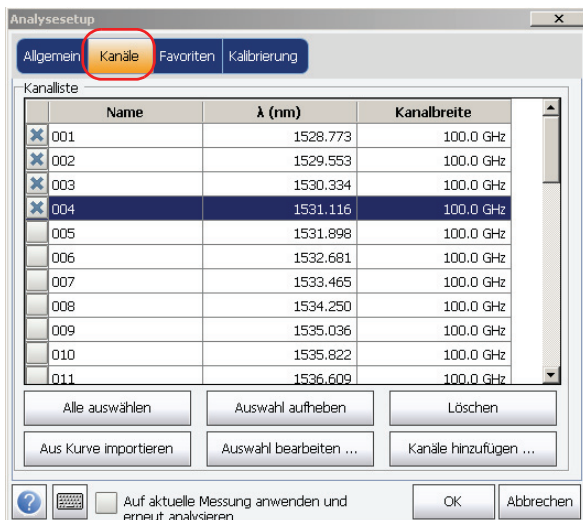 Analysesetup
Allgemein Kanäle Favoriten Kalibrierung
Kanalliste
Name λ (nm) Kanalbreite
001 1528.773 100.0 GHz
002 1529.553 100.0 GHz
003 1530.334 100.0 GHz
004 1531.116 100.0 GHz
005 1531.898 100.0 GHz
006 1532.681 100.0 GHz
007 1533.465 100.0 GHz
008 1534.250 100.0 GHz
009 1535.036 100.0 GHz
010 1535.822 100.0 GHz
011 1536.609 100.0 GHz
Alle auswählen Auswahl aufheben Löschen
Aus Kurve importieren Auswahl bearbeiten ... Kanäle hinzufügen ...
Auf aktuelle Messung anwenden und
erneut analysieren
OK Abbrechen